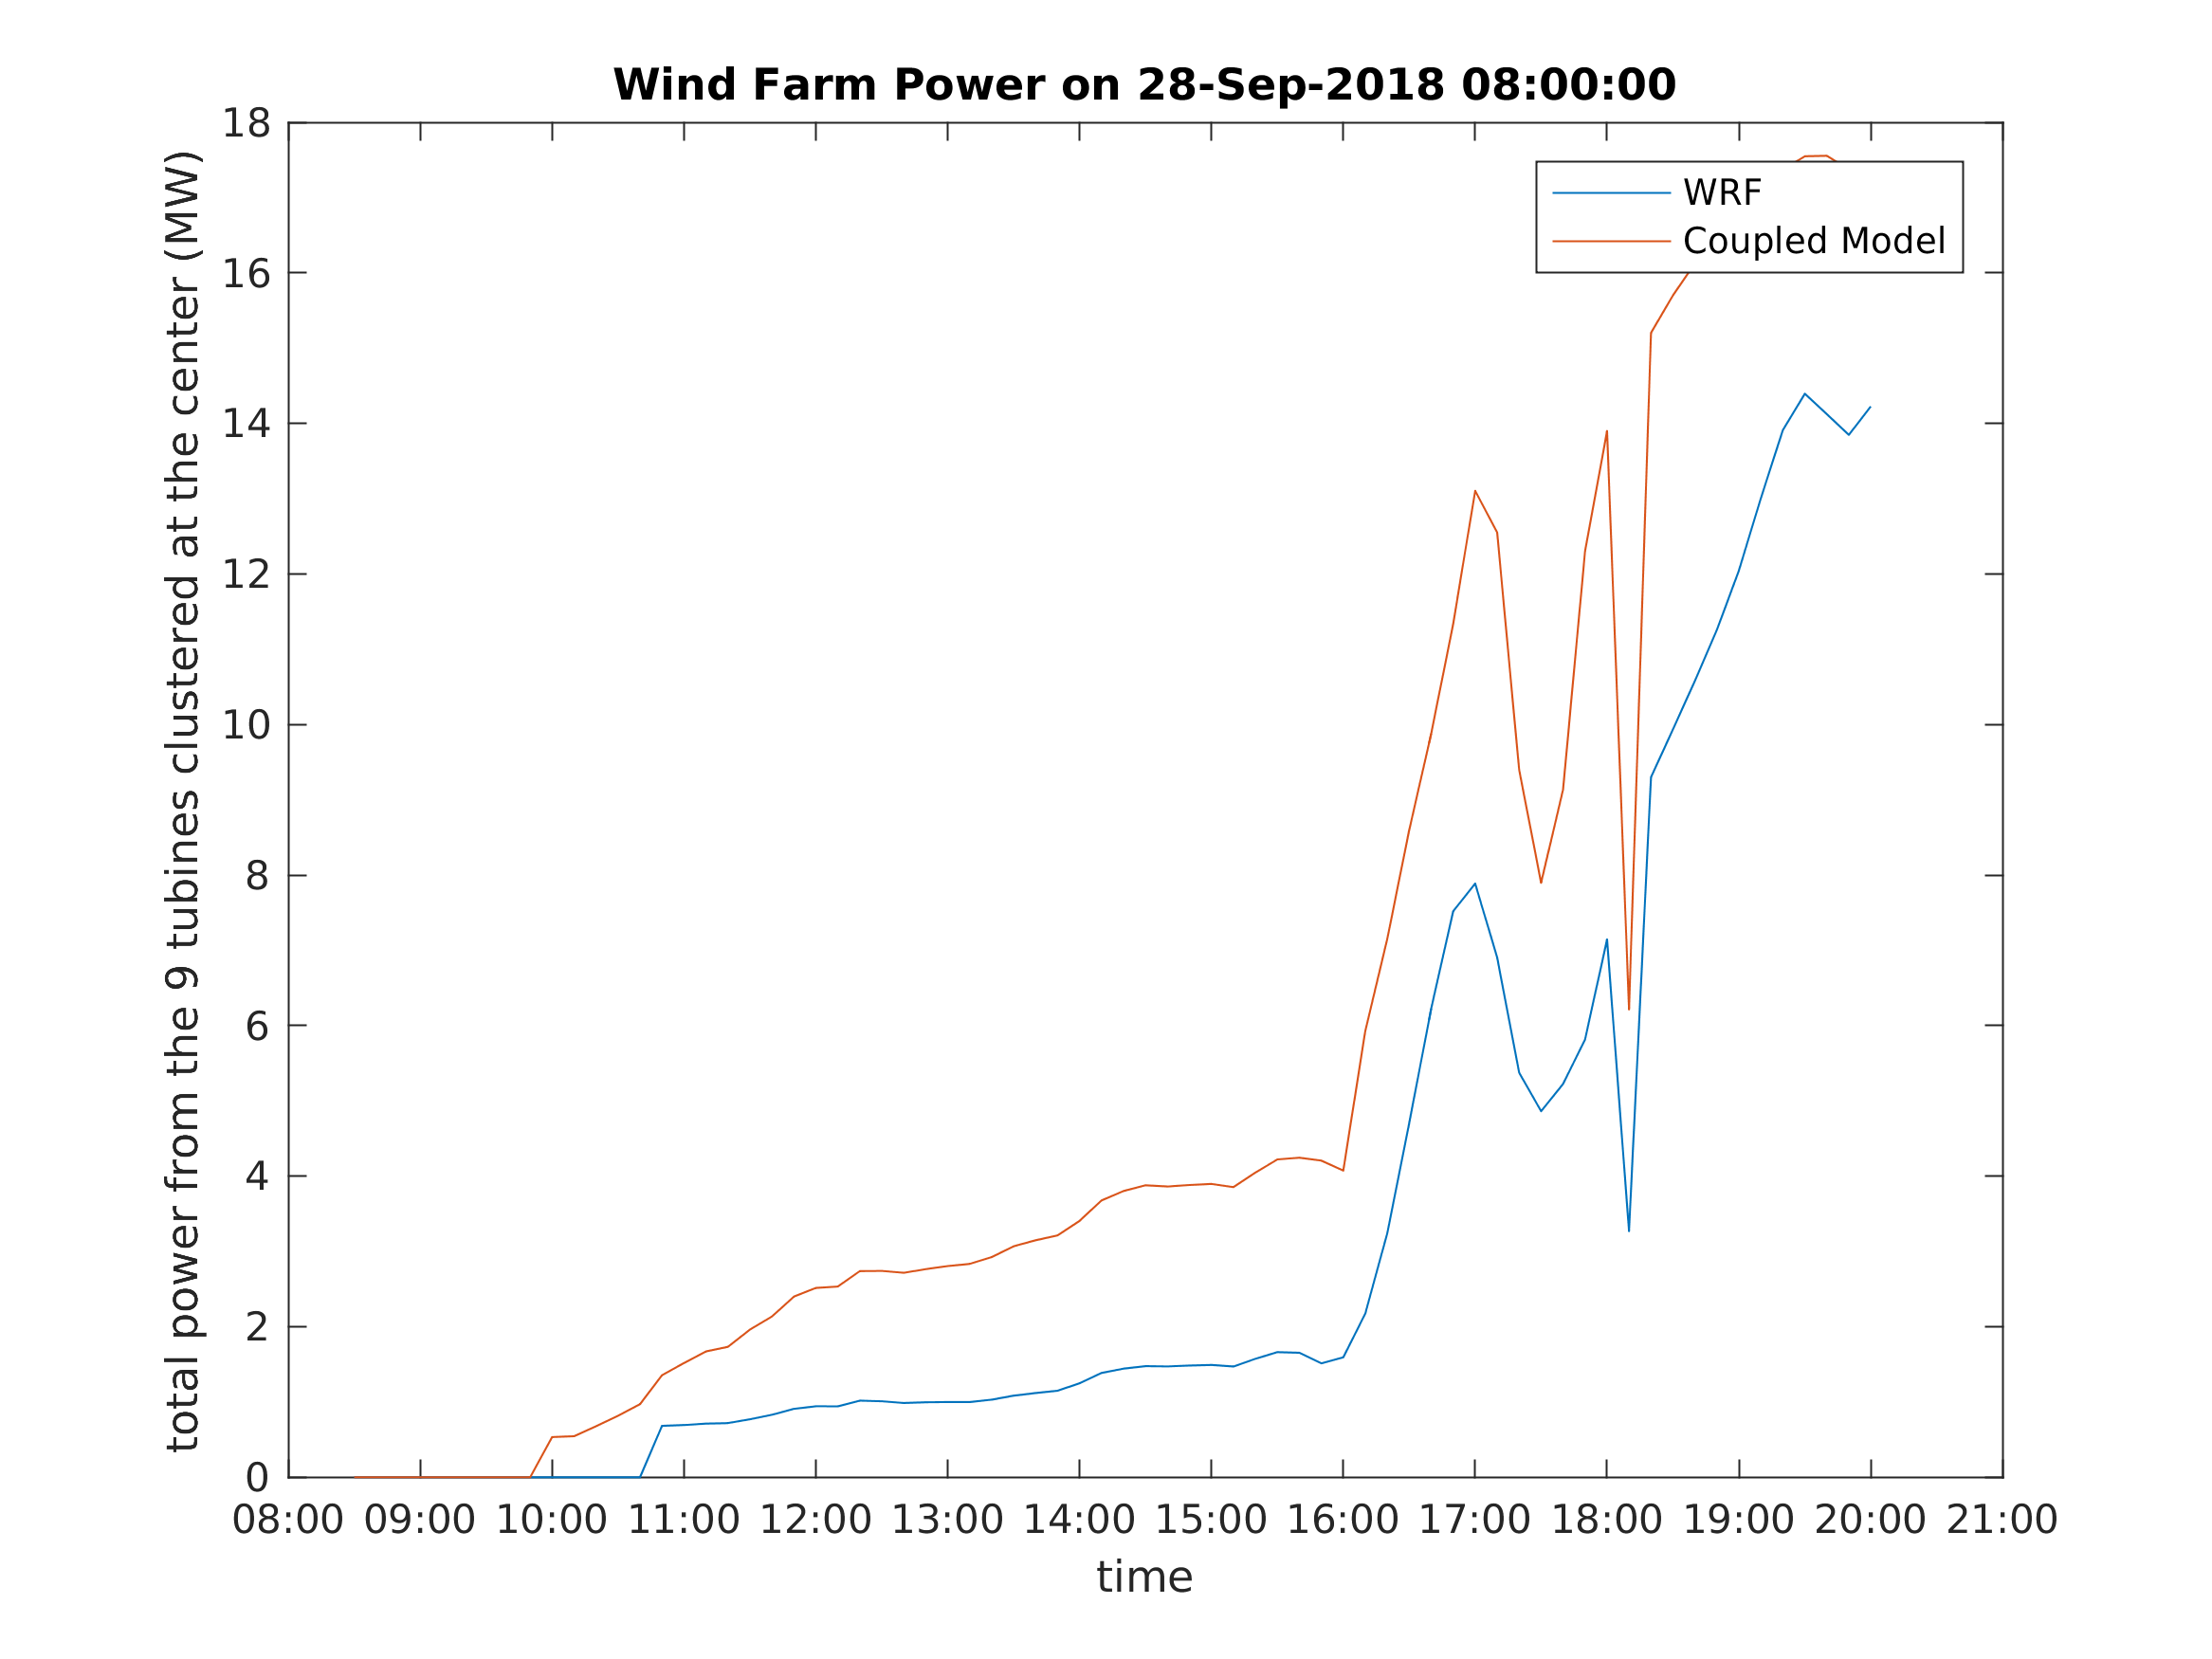 Wind Farm Power on 28-Sep-2018 08:00:00
total power from the 9 tubines clustered at the center (MW)
18
16
14
12
10
8
6
4
2
0
WRF
Coupled Model
08:00 09:00 10:00 11:00 12:00 13:00 14:00 15:00 16:00 17:00 18:00 19:00 20:00 21:00
time